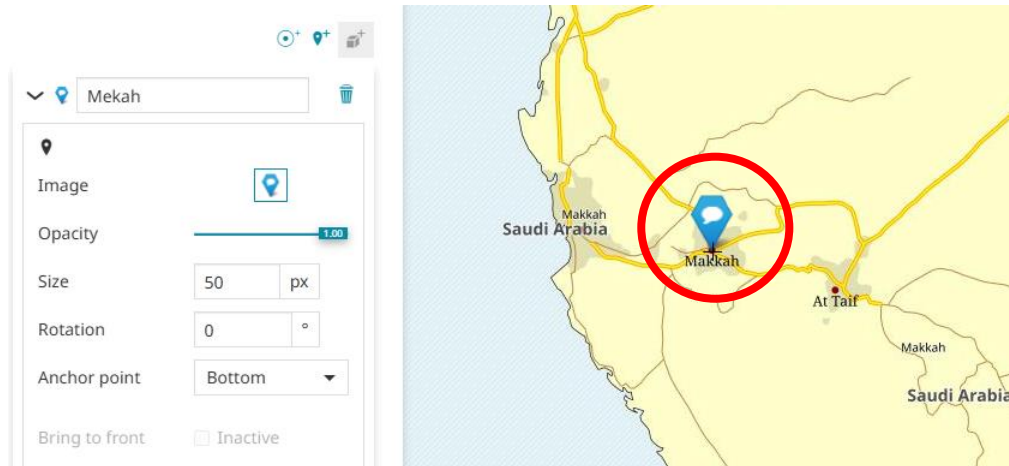 Mekah
Image
Opacity
1.00
Size
50
px
Rotation
0
°
Anchor point
Bottom
Bring to front
Inactive
Makkah
Saudi Arabia
Makkah
At Taif
Makkah
Saudi Arabia